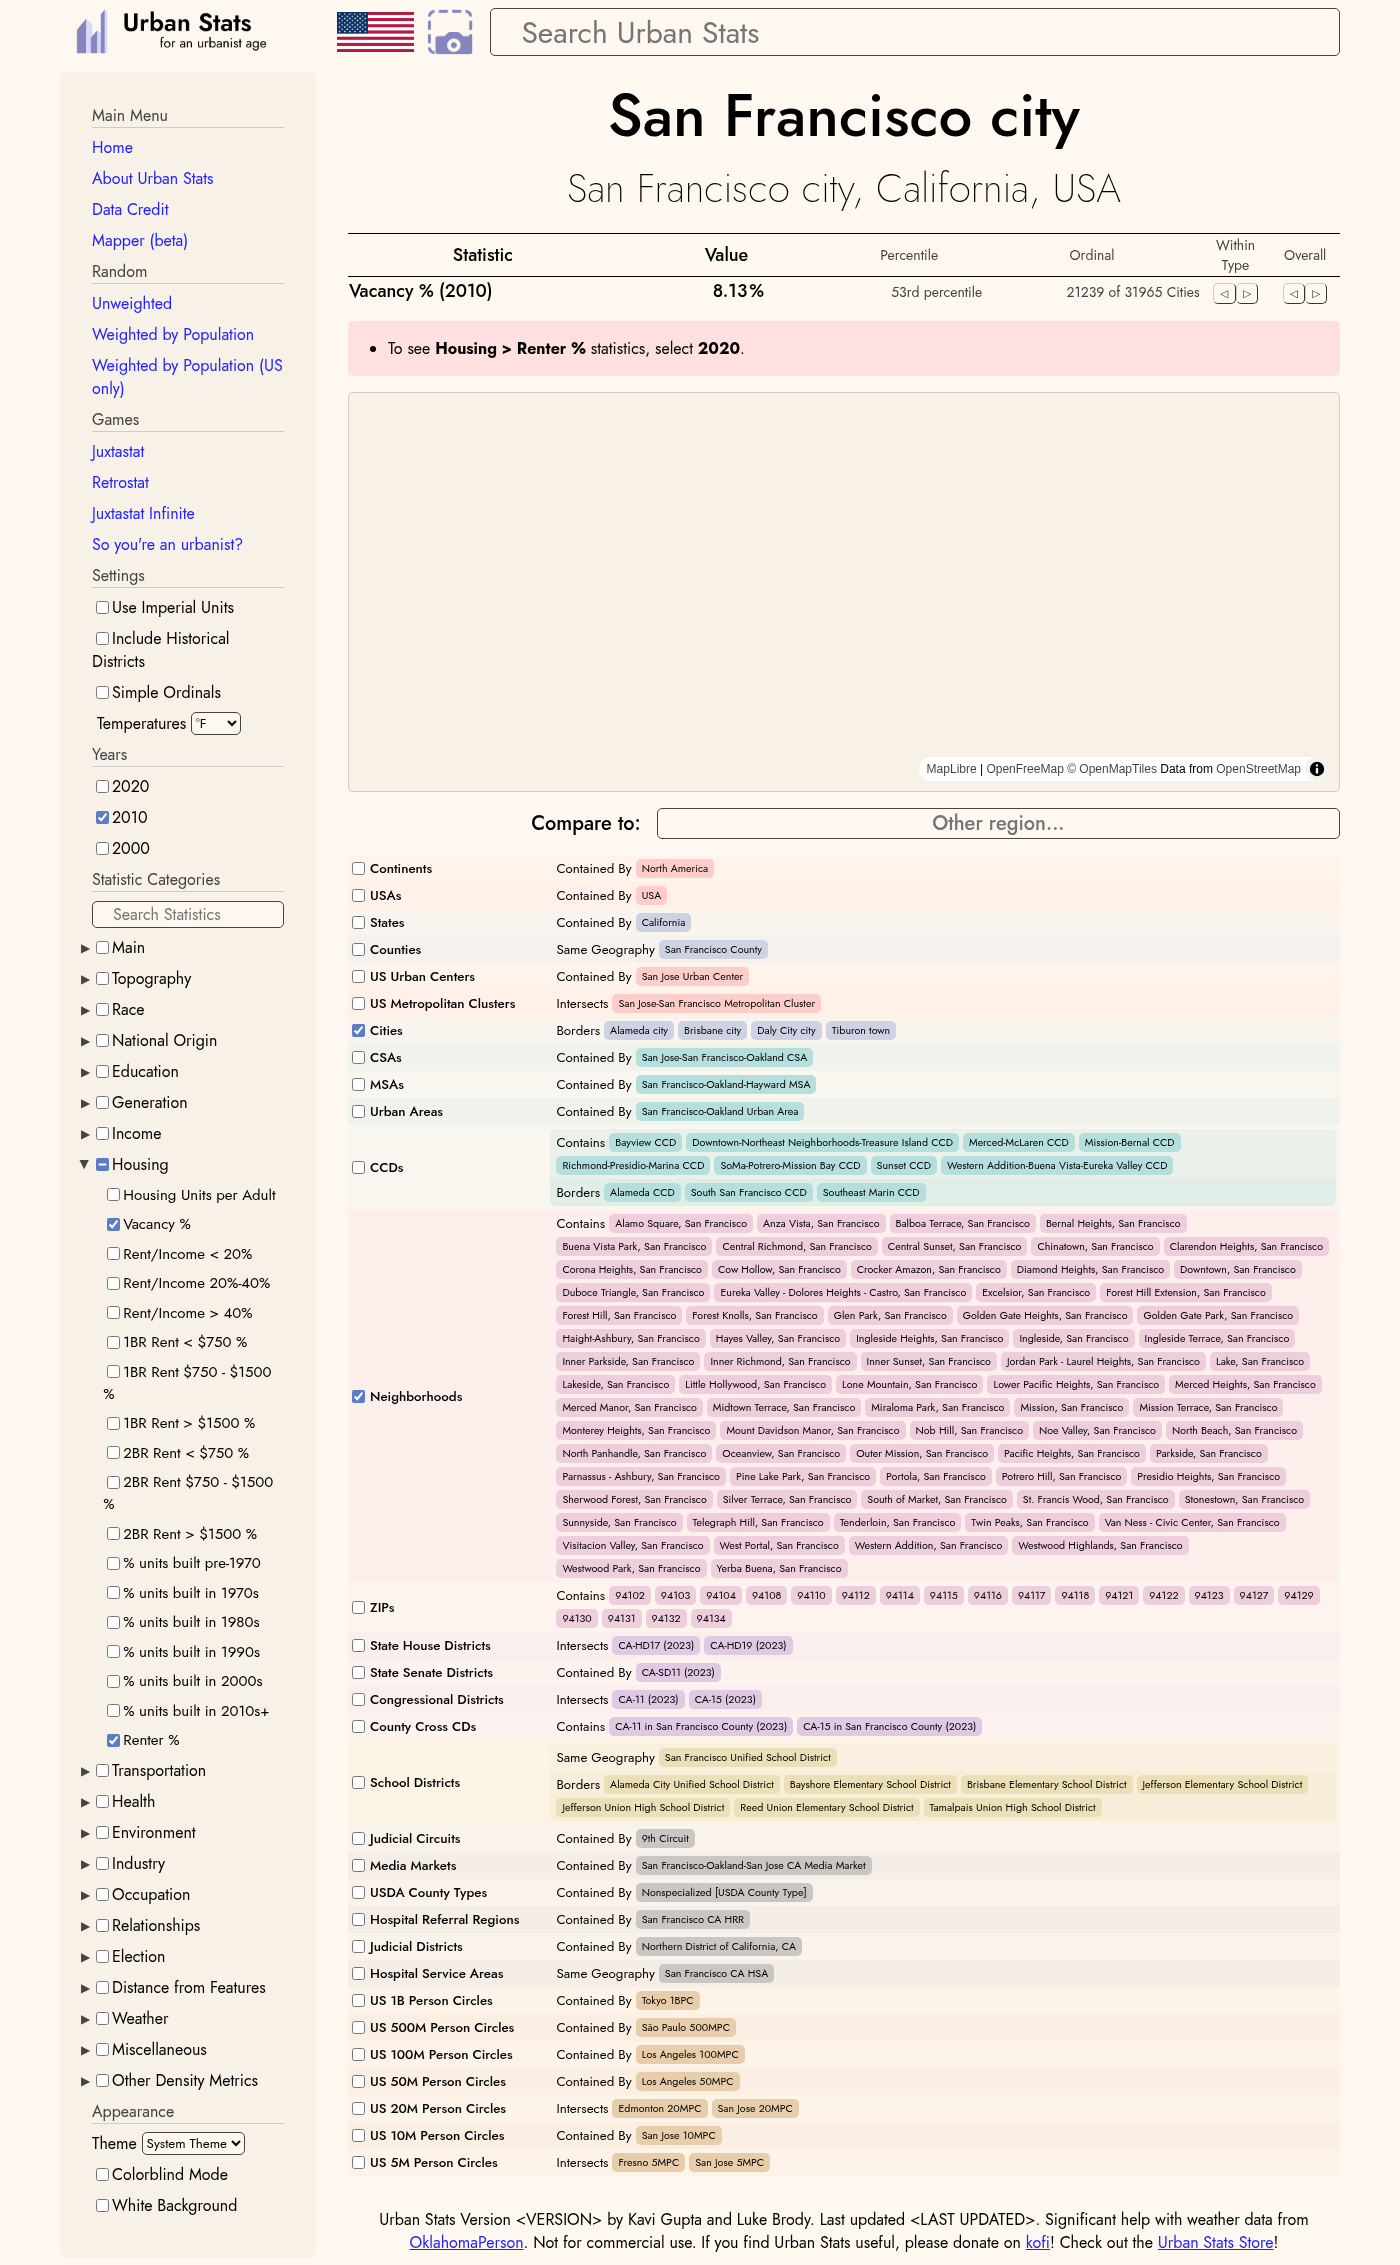 Urban Stats
for an urbanist age
Search Urban Stats
Main Menu
Home
About Urban Stats
Data Credit
Mapper (beta)
Random
Unweighted
Weighted by Population
Weighted by Population (US
only)
Games
Juxtastat
Retrostat
Juxtastat Infinite
So you're an urbanist?
Settings
Use Imperial Units
Include Historical
Districts
Simple Ordinals
Temperatures °F
Years
2020
2010
2000
Statistic Categories
Search Statistics
Main
Topography
Race
National Origin
Education
Generation
Income
Housing
Housing Units per Adult
Vacancy %
Rent/Income < 20%
Rent/Income 20%-40%
Rent/Income > 40%
1BR Rent < $750 %
1BR Rent $750 - $1500
%
1BR Rent > $1500 %
2BR Rent < $750 %
2BR Rent $750 - $1500
%
2BR Rent > $1500 %
% units built pre-1970
% units built in 1970s
% units built in 1980s
% units built in 1990s
% units built in 2000s
% units built in 2010s+
Renter %
Transportation
Health
Environment
Industry
Occupation
Relationships
Election
Distance from Features
Weather
Miscellaneous
Other Density Metrics
Appearance
Theme System Theme
Colorblind Mode
White Background
San Francisco city
San Francisco city, California, USA
Statistic Value Percentile Ordinal Within Type Overall
Vacancy % (2010) 8.13% 53rd percentile 21239 of 31965 Cities
To see Housing > Renter % statistics, select 2020.
MapLibre | OpenFreeMap © OpenMapTiles Data from OpenStreetMap
Compare to: Other region...
Continents Contained By North America
USAs Contained By USA
States Contained By California
Counties Same Geography San Francisco County
US Urban Centers Contained By San Jose Urban Center
US Metropolitan Clusters Intersects San Jose-San Francisco Metropolitan Cluster
Cities Borders Alameda city Brisbane city Daly City city Tiburon town
CSAs Contained By San Jose-San Francisco-Oakland CSA
MSAs Contained By San Francisco-Oakland-Hayward MSA
Urban Areas Contained By San Francisco-Oakland Urban Area
CCDs Contains Bayview CCD Downtown-Northeast Neighborhoods-Treasure Island CCD Merced-McLaren CCD Mission-Bernal CCD
Richmond-Presidio-Marina CCD SoMa-Potrero-Mission Bay CCD Sunset CCD Western Addition-Buena Vista-Eureka Valley CCD
Borders Alameda CCD South San Francisco CCD Southeast Marin CCD
Neighborhoods Contains Alamo Square, San Francisco Anza Vista, San Francisco Balboa Terrace, San Francisco Bernal Heights, San Francisco
Buena Vista Park, San Francisco Central Richmond, San Francisco Central Sunset, San Francisco Chinatown, San Francisco Clarendon Heights, San Francisco
Corona Heights, San Francisco Cow Hollow, San Francisco Crocker Amazon, San Francisco Diamond Heights, San Francisco Downtown, San Francisco
Duboce Triangle, San Francisco Eureka Valley - Dolores Heights - Castro, San Francisco Excelsior, San Francisco Forest Hill Extension, San Francisco
Forest Hill, San Francisco Forest Knolls, San Francisco Glen Park, San Francisco Golden Gate Heights, San Francisco Golden Gate Park, San Francisco
Haight-Ashbury, San Francisco Hayes Valley, San Francisco Ingleside Heights, San Francisco Ingleside, San Francisco Ingleside Terrace, San Francisco
Inner Parkside, San Francisco Inner Richmond, San Francisco Inner Sunset, San Francisco Jordan Park - Laurel Heights, San Francisco Lake, San Francisco
Lakeside, San Francisco Little Hollywood, San Francisco Lone Mountain, San Francisco Lower Pacific Heights, San Francisco Merced Heights, San Francisco
Merced Manor, San Francisco Midtown Terrace, San Francisco Miraloma Park, San Francisco Mission, San Francisco Mission Terrace, San Francisco
Monterey Heights, San Francisco Mount Davidson Manor, San Francisco Nob Hill, San Francisco Noe Valley, San Francisco North Beach, San Francisco
North Panhandle, San Francisco Oceanview, San Francisco Outer Mission, San Francisco Pacific Heights, San Francisco Parkside, San Francisco
Parnassus - Ashbury, San Francisco Pine Lake Park, San Francisco Portola, San Francisco Potrero Hill, San Francisco Presidio Heights, San Francisco
Sherwood Forest, San Francisco Silver Terrace, San Francisco South of Market, San Francisco St. Francis Wood, San Francisco Stonestown, San Francisco
Sunnyside, San Francisco Telegraph Hill, San Francisco Tenderloin, San Francisco Twin Peaks, San Francisco Van Ness - Civic Center, San Francisco
Visitacion Valley, San Francisco West Portal, San Francisco Western Addition, San Francisco Westwood Highlands, San Francisco
Westwood Park, San Francisco Yerba Buena, San Francisco
ZIPs Contains 94102 94103 94104 94108 94110 94112 94114 94115 94116 94117 94118 94121 94122 94123 94127 94129
94130 94131 94132 94134
State House Districts Intersects CA-HD17 (2023) CA-HD19 (2023)
State Senate Districts Contained By CA-SD11 (2023)
Congressional Districts Intersects CA-11 (2023) CA-15 (2023)
County Cross CDs Contains CA-11 in San Francisco County (2023) CA-15 in San Francisco County (2023)
School Districts Same Geography San Francisco Unified School District
Borders Alameda City Unified School District Bayshore Elementary School District Brisbane Elementary School District Jefferson Elementary School District
Jefferson Union High School District Reed Union Elementary School District Tamalpais Union High School District
Judicial Circuits Contained By 9th Circuit
Media Markets Contained By San Francisco-Oakland-San Jose CA Media Market
USDA County Types Contained By Nonspecialized [USDA County Type]
Hospital Referral Regions Contained By San Francisco CA HRR
Judicial Districts Contained By Northern District of California, CA
Hospital Service Areas Same Geography San Francisco CA HSA
US 1B Person Circles Contained By Tokyo 1BPC
US 500M Person Circles Contained By São Paulo 500MPC
US 100M Person Circles Contained By Los Angeles 100MPC
US 50M Person Circles Contained By Los Angeles 50MPC
US 20M Person Circles Intersects Edmonton 20MPC San Jose 20MPC
US 10M Person Circles Contained By San Jose 10MPC
US 5M Person Circles Intersects Fresno 5MPC San Jose 5MPC
Urban Stats Version <VERSION> by Kavi Gupta and Luke Brody. Last updated <LAST UPDATED>. Significant help with weather data from
OklahomaPerson. Not for commercial use. If you find Urban Stats useful, please donate on kofi! Check out the Urban Stats Store!